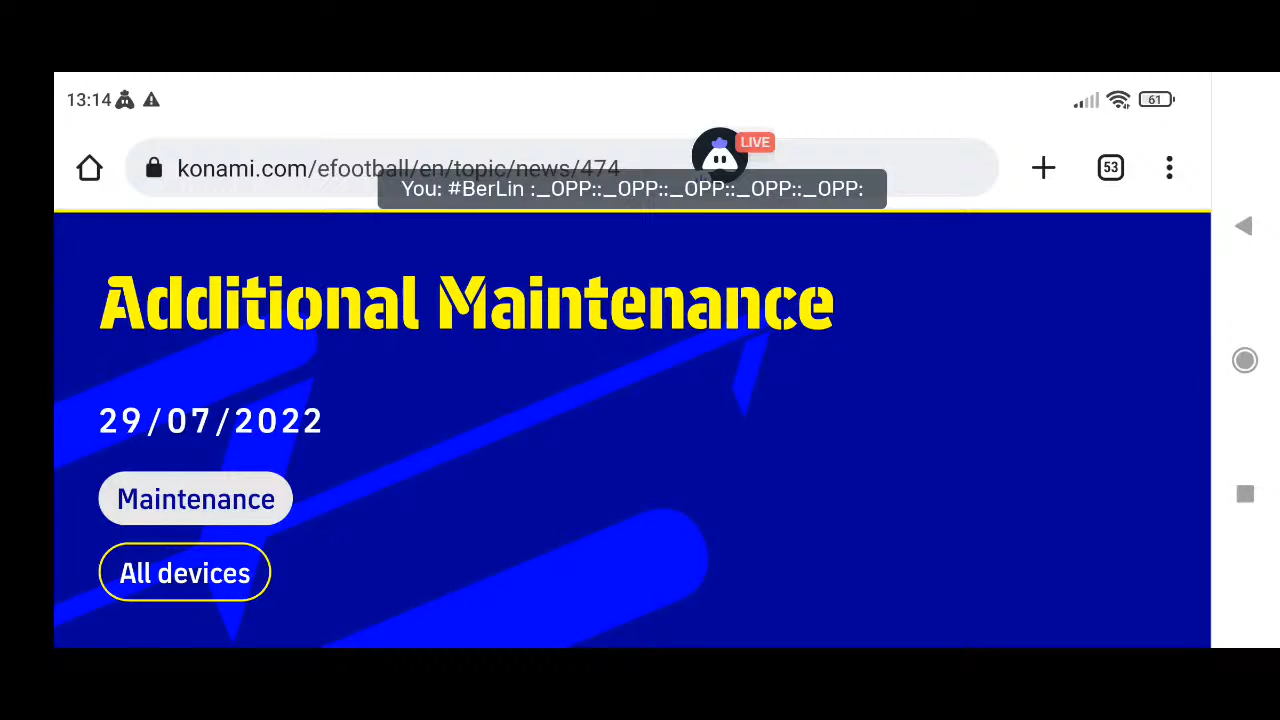 13:14
61
LIVE
konami.com/efootball/en/topic/news/474
53
You: #BerLin :_OPP::_OPP::_OPP::_OPP::_OPP:
Additional Maintenance
29/07/2022
Maintenance
All devices